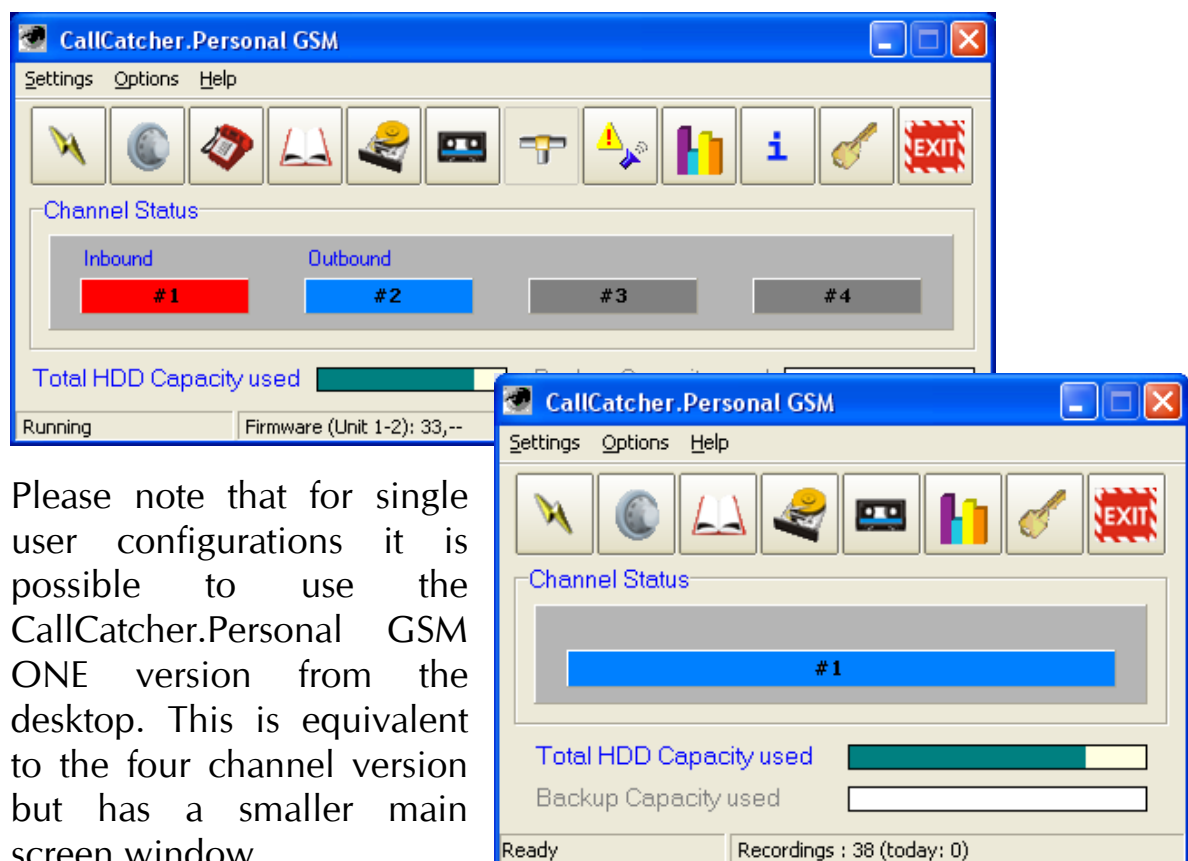 CallCatcher.Personal GSM
Settings Options Help
EXIT
Channel Status
Inbound Outbound
#1 #2 #3 #4
Total HDD Capacity used
Running Firmware (Unit 1-2): 33,--
CallCatcher.Personal GSM
Settings Options Help
EXIT
Channel Status
#1
Total HDD Capacity used
Backup Capacity used
Ready Recordings : 38 (today: 0)
Please note that for single
user configurations it is
possible to use the
CallCatcher.Personal GSM
ONE version from the
desktop. This is equivalent
to the four channel version
but has a smaller main
screen window